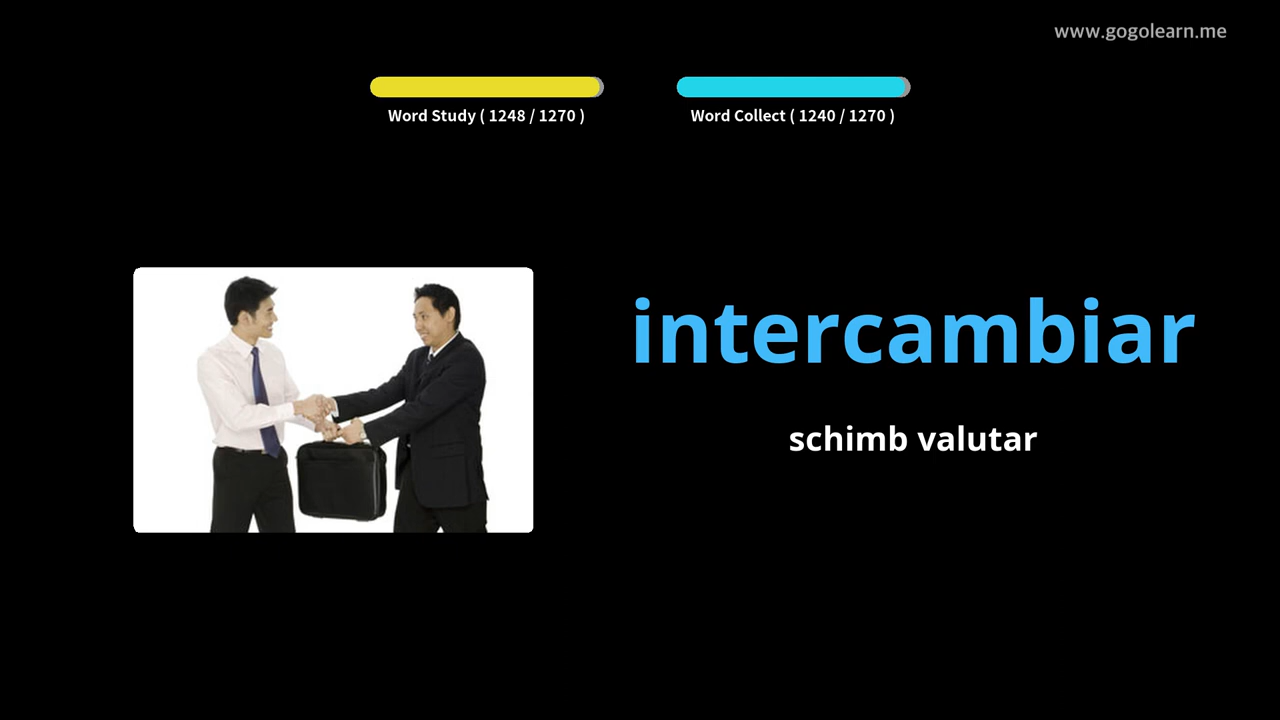 www.gogolearn.me
Word Study ( 1248 / 1270 )
Word Collect ( 1240 / 1270 )
intercambiar
schimb valutar